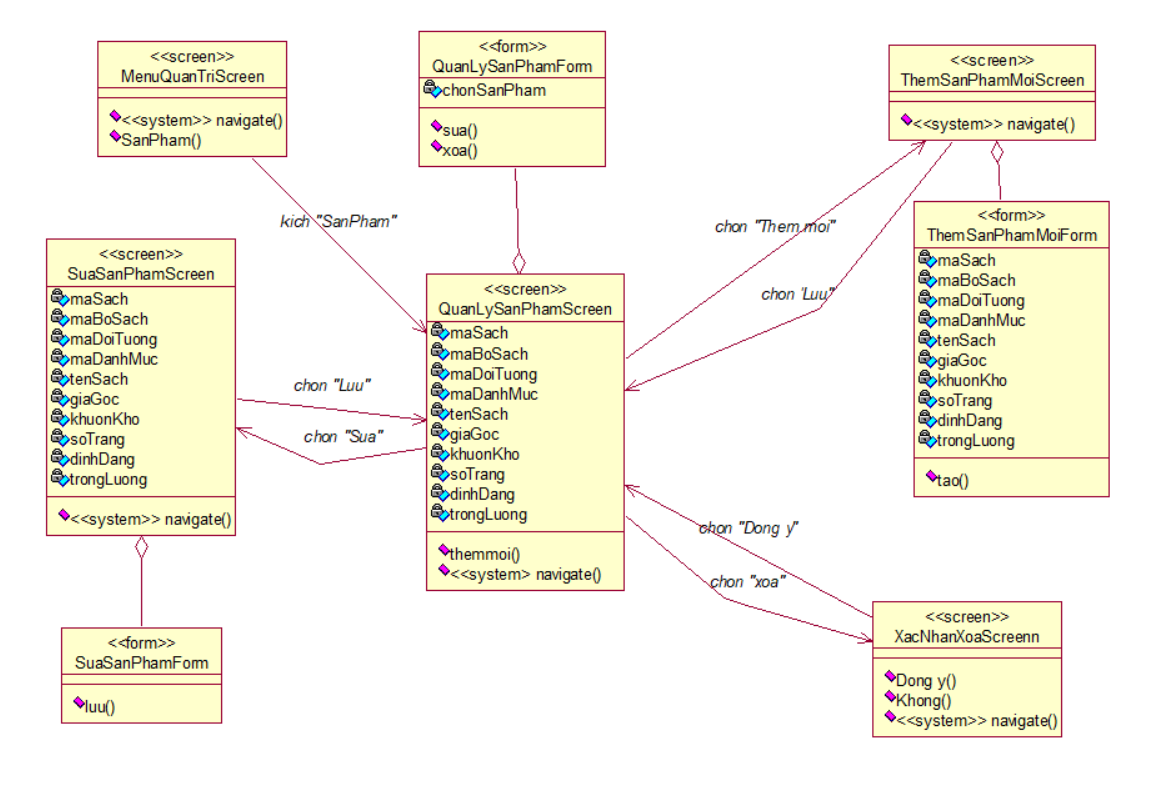 <<screen>>
MenuQuanTriScreen
<<system>> navigate()
SanPham()
<<form>>
QuanLySanPhamForm
chonSanPham
sua()
xoa()
<<screen>>
ThemSanPhamMoiScreen
<<system>> navigate()
kich "SanPham"
chon "Them moi"
chon 'Luu"
<<form>>
ThemSanPhamMoiForm
maSach
maBoSach
maDoiTuong
maDanhMuc
tenSach
giaGoc
khuonKho
soTrang
dinhDang
trongLuong
tao()
<<screen>>
SuaSanPhamScreen
maSach
maBoSach
maDoiTuong
maDanhMuc
tenSach
giaGoc
khuonKho
soTrang
dinhDang
trongLuong
<<system>> navigate()
chon "Luu"
chon "Sua"
<<screen>>
QuanLySanPhamScreen
maSach
maBoSach
maDoiTuong
maDanhMuc
tenSach
giaGoc
khuonKho
soTrang
dinhDang
trongLuong
themmoi()
<<system> navigate()
chon "Dong y"
chon "xoa"
<<form>>
SuaSanPhamForm
luu()
<<screen>>
XacNhanXoaScreenn
Dong y()
Khong()
<<system>> navigate()